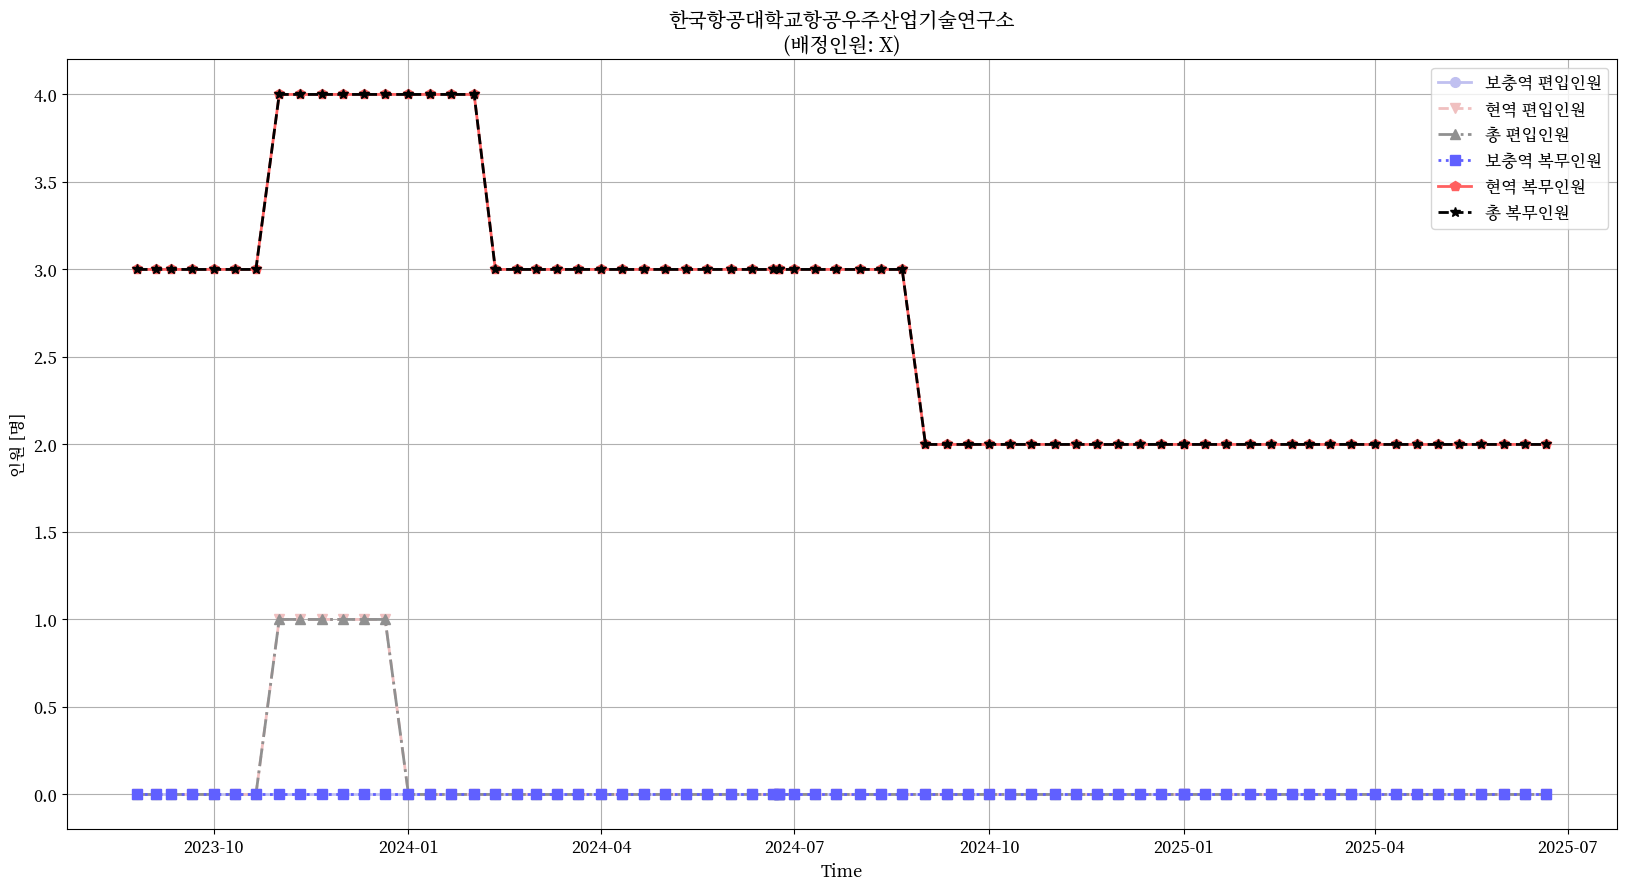 한국항공대학교항공우주산업기술연구소
(배정인원: X)
보충역 편입인원
현역 편입인원
총 편입인원
보충역 복무인원
현역 복무인원
총 복무인원
4.0
3.5
3.0
2.5
2.0
1.5
1.0
0.5
0.0
인원 [명]
2023-10
2024-01
2024-04
2024-07
2024-10
2025-01
2025-04
2025-07
Time